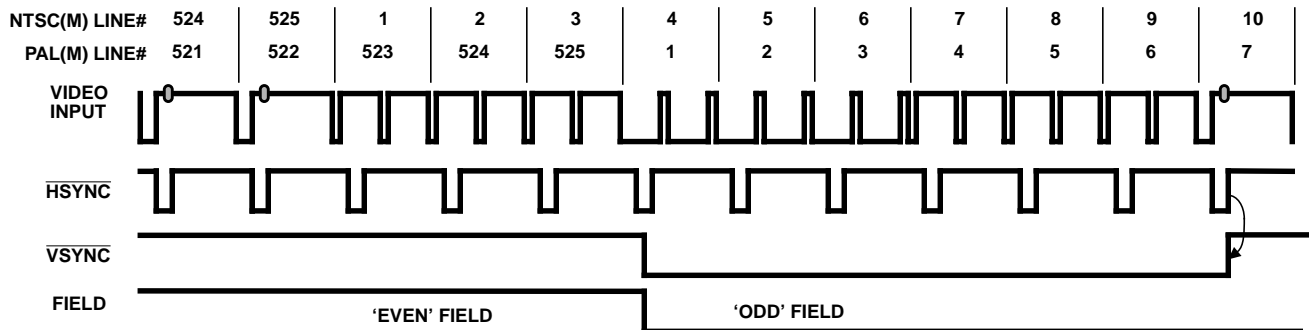 NTSC(M) LINE# 524 525 1 2 3 4 5 6 7 8 9 10
PAL(M) LINE# 521 522 523 524 525 1 2 3 4 5 6 7
VIDEO
INPUT
HSYNC
VSYNC
FIELD
‘EVEN’ FIELD
‘ODD’ FIELD